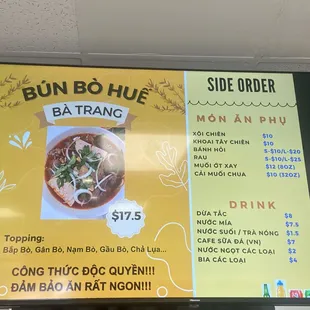 BÚN BÒ HUẾ
BÀ TRANG
$17.5
Topping:
Bắp Bò, Gân Bò, Nạm Bò, Gầu Bò, Chả Lụa...
CÔNG THỨC ĐỘC QUYỀN!!!
ĐẢM BẢO ĂN RẤT NGON!!!
SIDE ORDER
MÓN ĂN PHỤ
XÔI CHIÊN $10
KHOAI TÂY CHIÊN $10
BÁNH HỎI S-$10/L-$20
RAU S-$10/L-$25
MUỐI ỚT XAY $12 (8OZ)
CẢI MUỐI CHUA $10 (32OZ)
DRINK
DỪA TẮC $8
NƯỚC MÍA $7.5
NƯỚC SUỐI / TRÀ NÓNG $1.5
CAFE SỮA ĐÁ (VN) $7
NƯỚC NGỌT CÁC LOẠI $2
BIA CÁC LOẠI $4